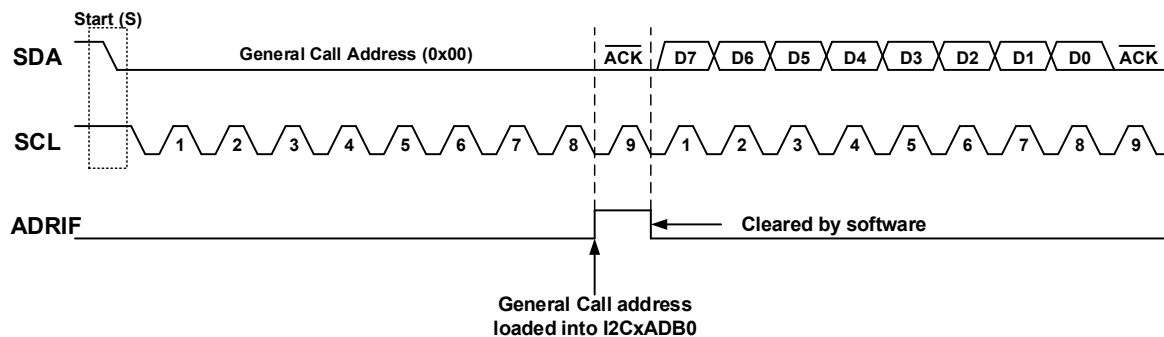 Start (S)
SDA General Call Address (0x00) ACK D7 D6 D5 D4 D3 D2 D1 D0 ACK
SCL 1 2 3 4 5 6 7 8 9 1 2 3 4 5 6 7 8 9
ADRIF Cleared by software
General Call address
loaded into I2CxADB0